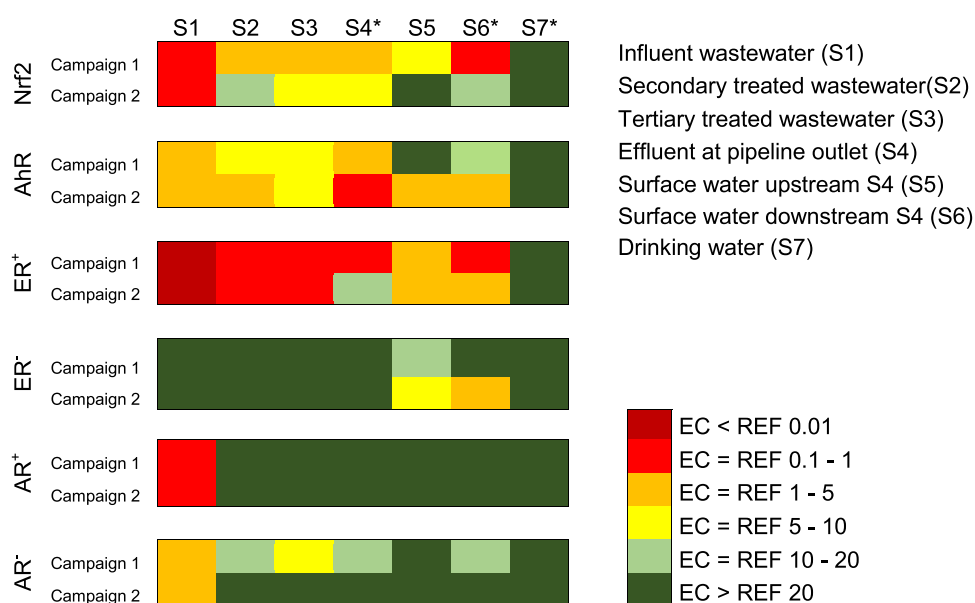 S1 S2 S3 S4* S5 S6* S7*
Nrf2
Campaign 1
Campaign 2
AhR
Campaign 1
Campaign 2
ER+
Campaign 1
Campaign 2
ER-
Campaign 1
Campaign 2
AR+
Campaign 1
Campaign 2
AR-
Campaign 1
Campaign 2
Influent wastewater (S1)
Secondary treated wastewater(S2)
Tertiary treated wastewater (S3)
Effluent at pipeline outlet (S4)
Surface water upstream S4 (S5)
Surface water downstream S4 (S6)
Drinking water (S7)
EC < REF 0.01
EC = REF 0.1 - 1
EC = REF 1 - 5
EC = REF 5 - 10
EC = REF 10 - 20
EC > REF 20